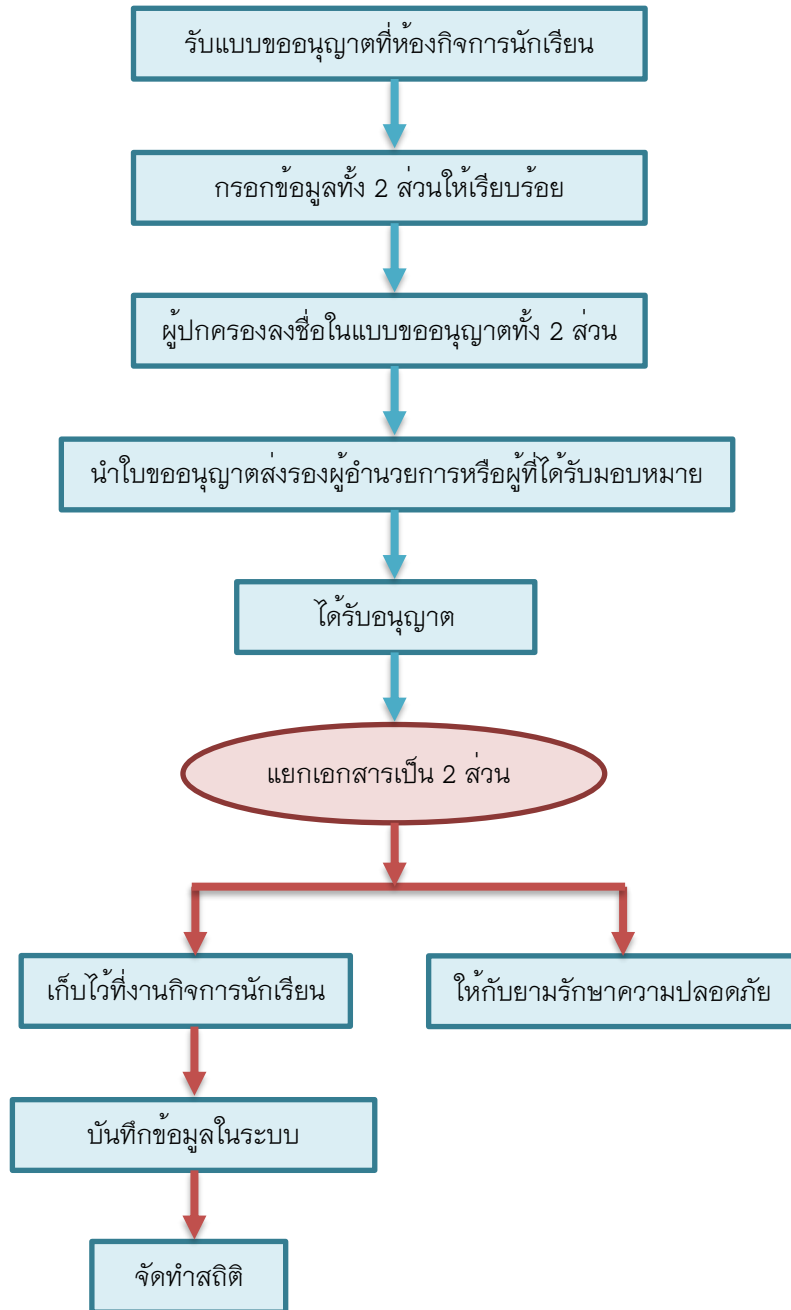 รับแบบขออนุญาตที่ห้องกิจการนักเรียน
กรอกข้อมูลทั้ง 2 ส่วนให้เรียบร้อย
ผู้ปกครองลงชื่อในแบบขออนุญาตทั้ง 2 ส่วน
นำใบขออนุญาตส่งรองผู้อำนวยการหรือผู้ที่ได้รับมอบหมาย
ได้รับอนุญาต
แยกเอกสารเป็น 2 ส่วน
เก็บไว้ที่งานกิจการนักเรียน
ให้กับยามรักษาความปลอดภัย
บันทึกข้อมูลในระบบ
จัดทำสถิติ